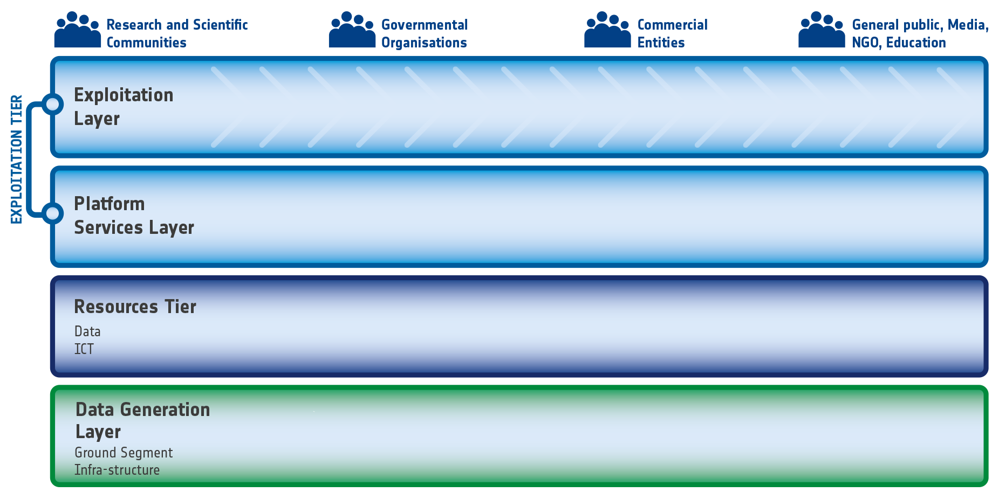 Research and Scientific
Communities
Governmental
Organisations
Commercial
Entities
General public, Media,
NGO, Education
EXPLOITATION TIER
Exploitation
Layer
Platform
Services Layer
Resources Tier
Data
ICT
Data Generation
Layer
Ground Segment
Infra-structure